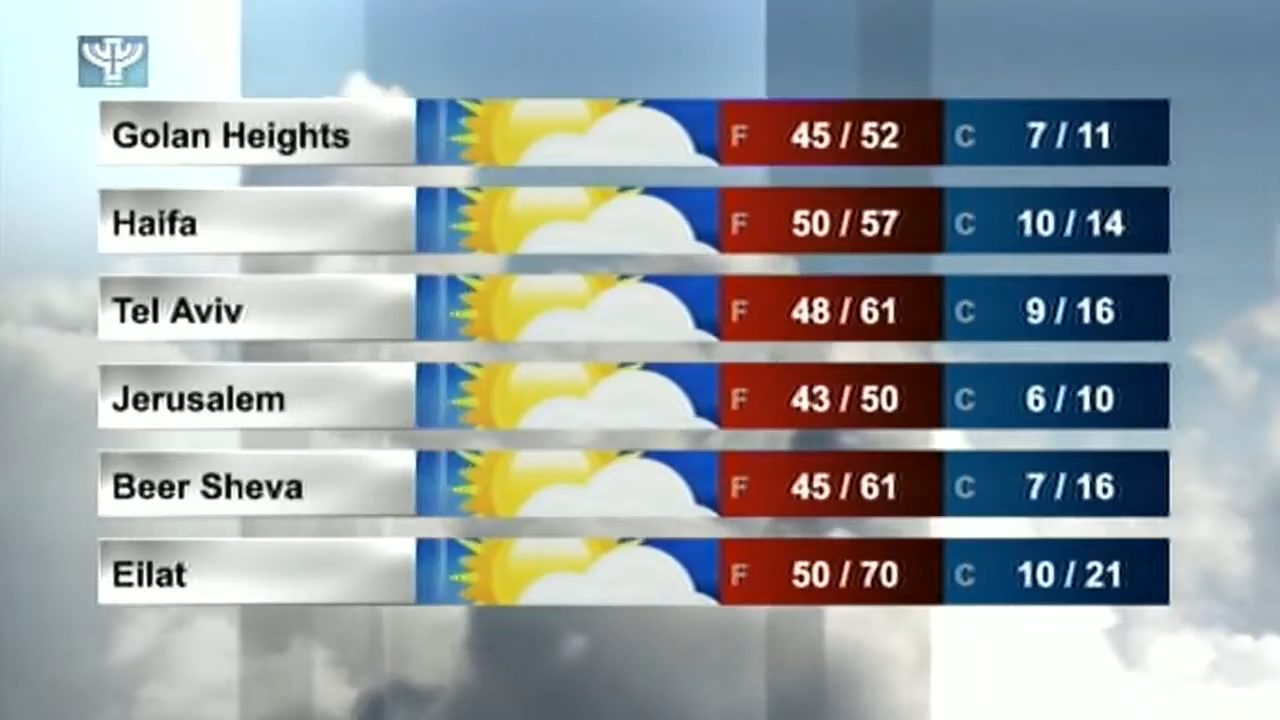 Golan Heights F 45 / 52 C 7 / 11
Haifa F 50 / 57 C 10 / 14
Tel Aviv F 48 / 61 C 9 / 16
Jerusalem F 43 / 50 C 6 / 10
Beer Sheva F 45 / 61 C 7 / 16
Eilat F 50 / 70 C 10 / 21